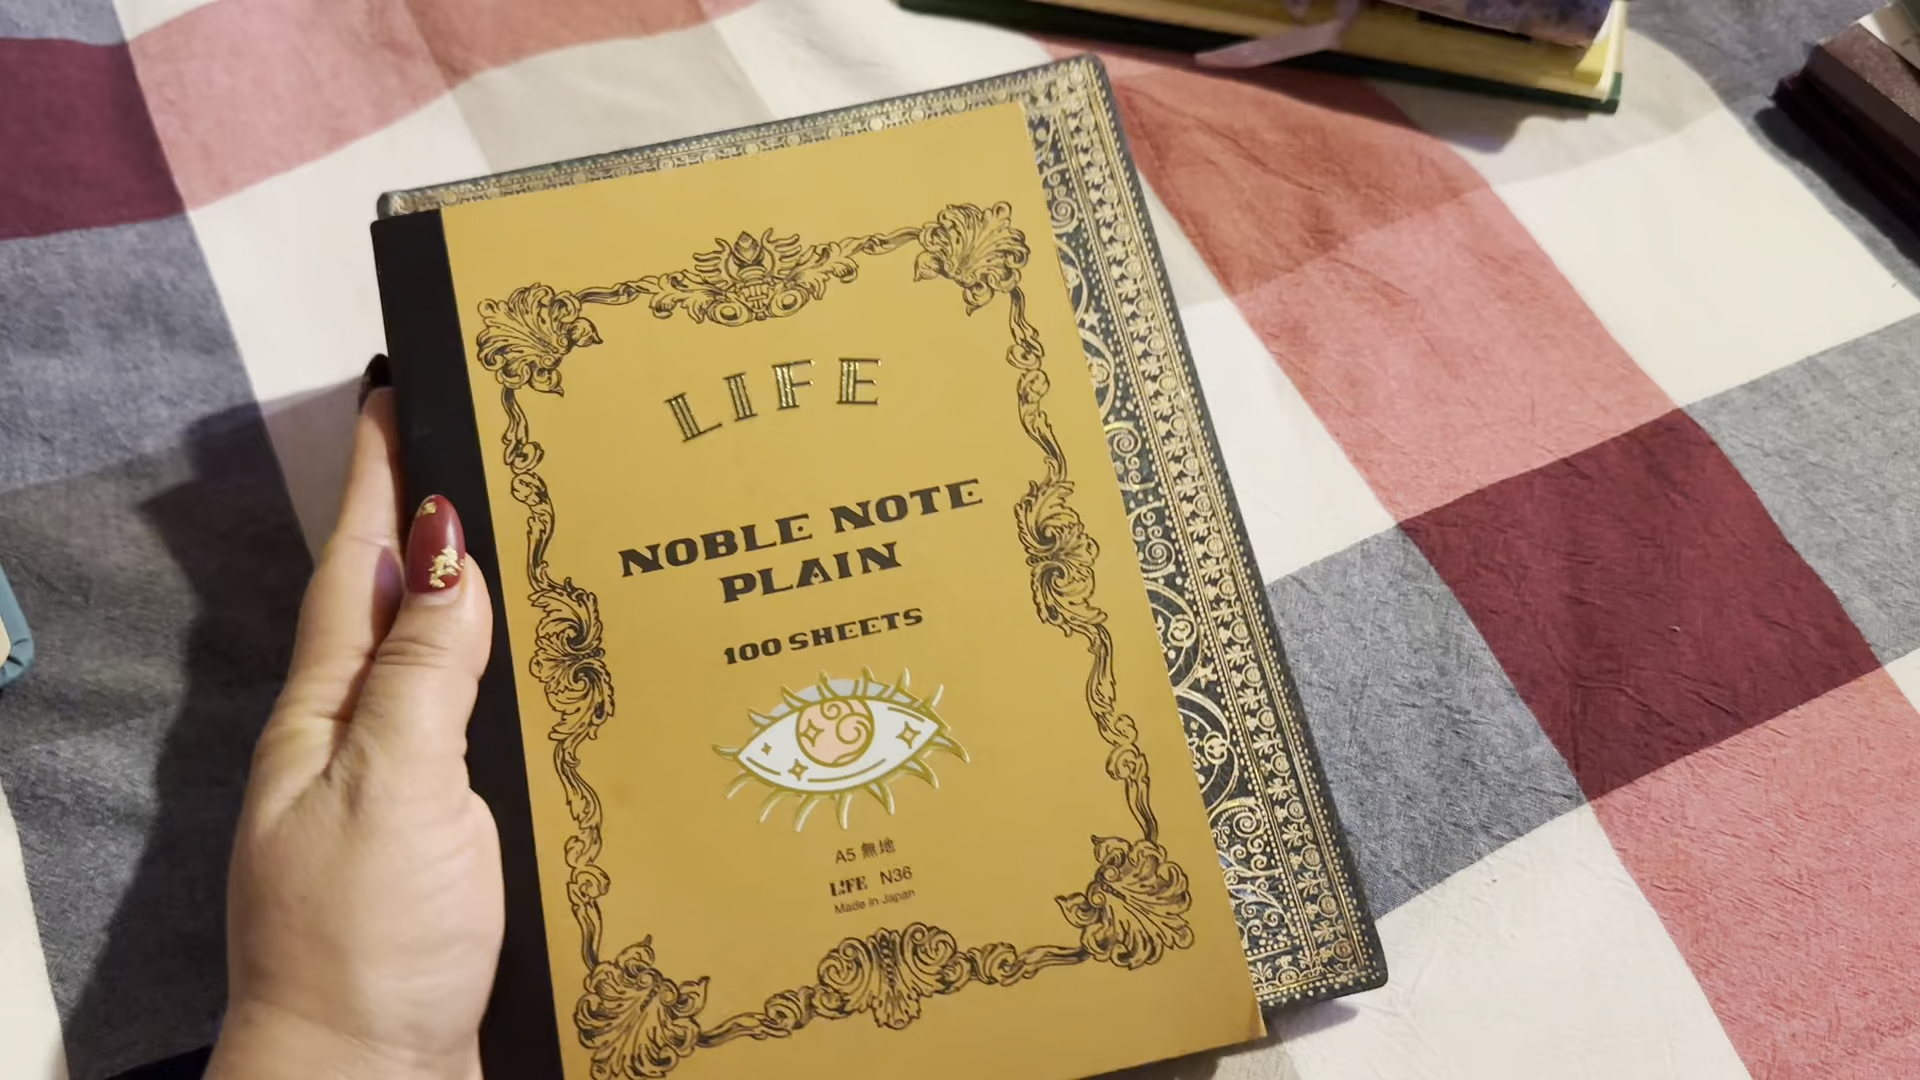 LIFE
NOBLE NOTE
PLAIN
100 SHEETS
A5 無地
LIFE N36
Made in Japan